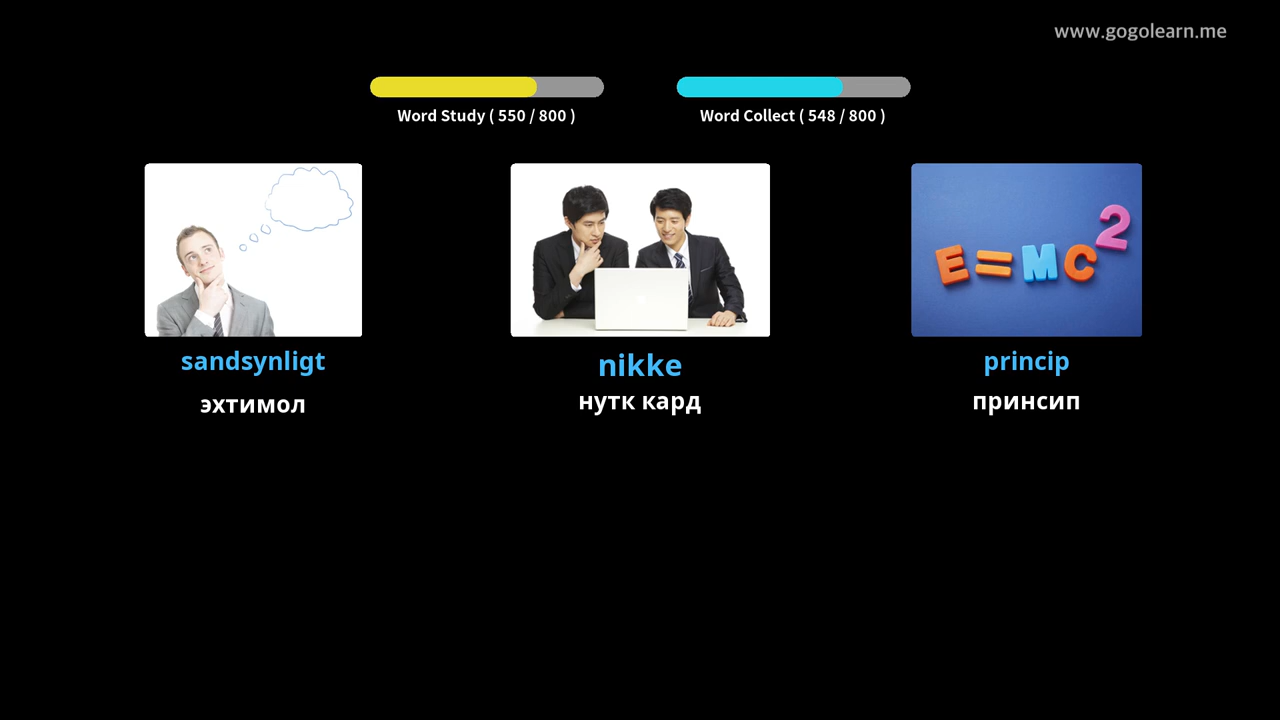 www.gogolearn.me
Word Study ( 550 / 800 )
Word Collect ( 548 / 800 )
E=MC2
sandsynligt
nikke
princip
эхтимол
нутк кард
принсип